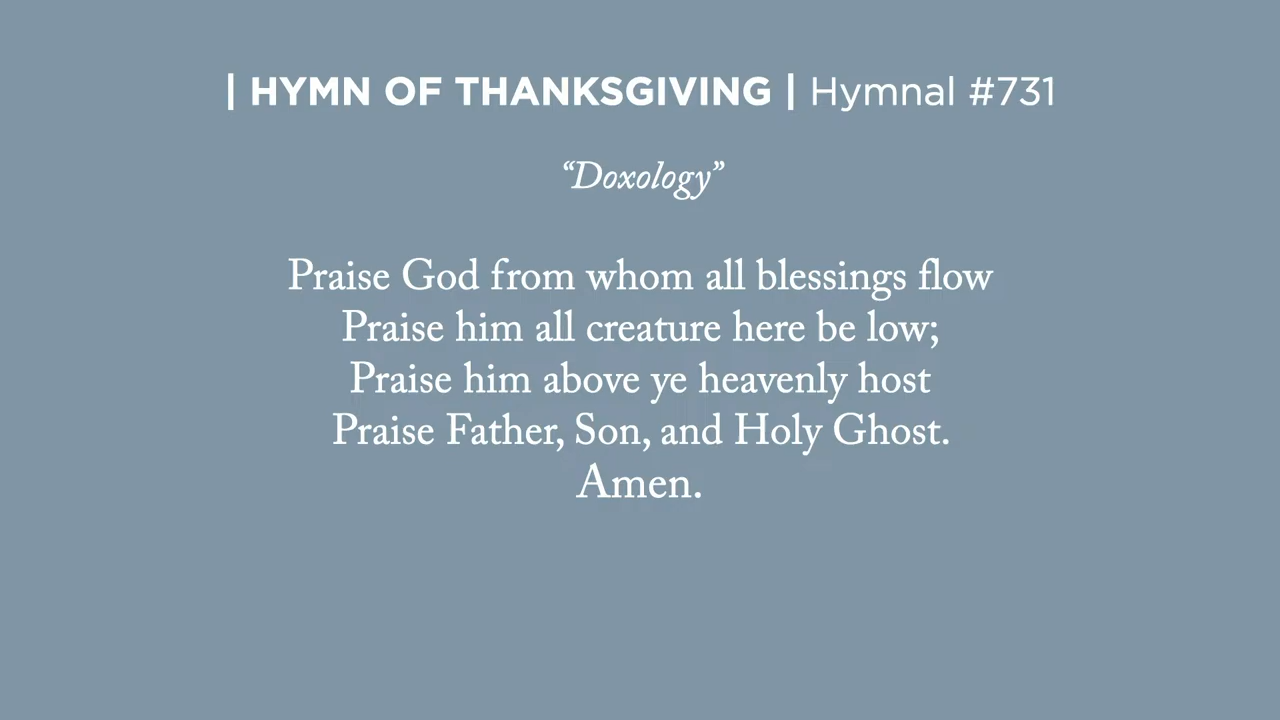 | HYMN OF THANKSGIVING | Hymnal #731
“Doxology”
Praise God from whom all blessings flow
Praise him all creature here be low;
Praise him above ye heavenly host
Praise Father, Son, and Holy Ghost.
Amen.